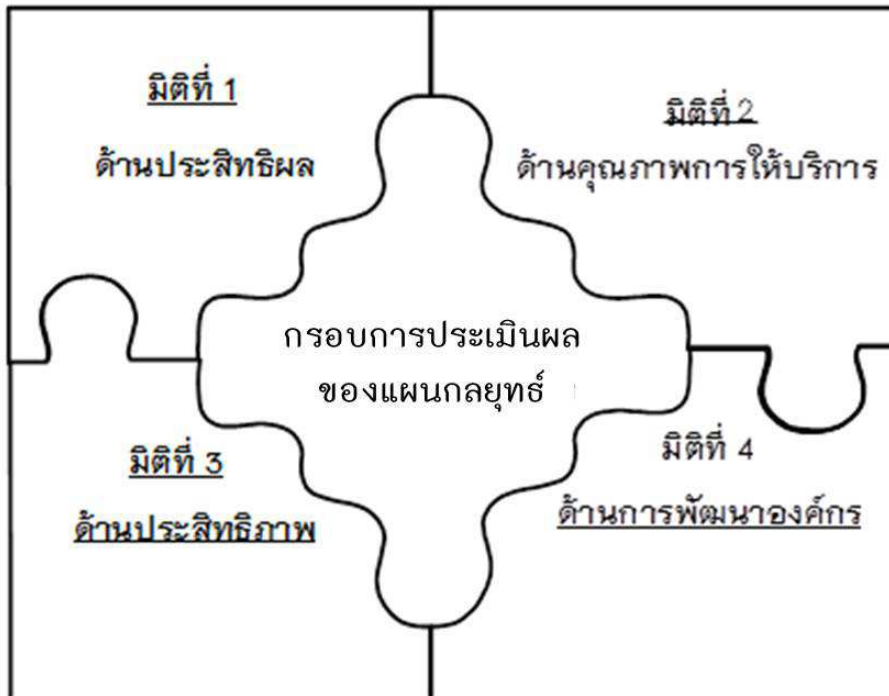 มิติที่ 1
ด้านประสิทธิผล
มิติที่ 2
ด้านคุณภาพการให้บริการ
กรอบการประเมินผล
ของแผนกลยุทธ์
มิติที่ 3
ด้านประสิทธิภาพ
มิติที่ 4
ด้านการพัฒนาองค์กร